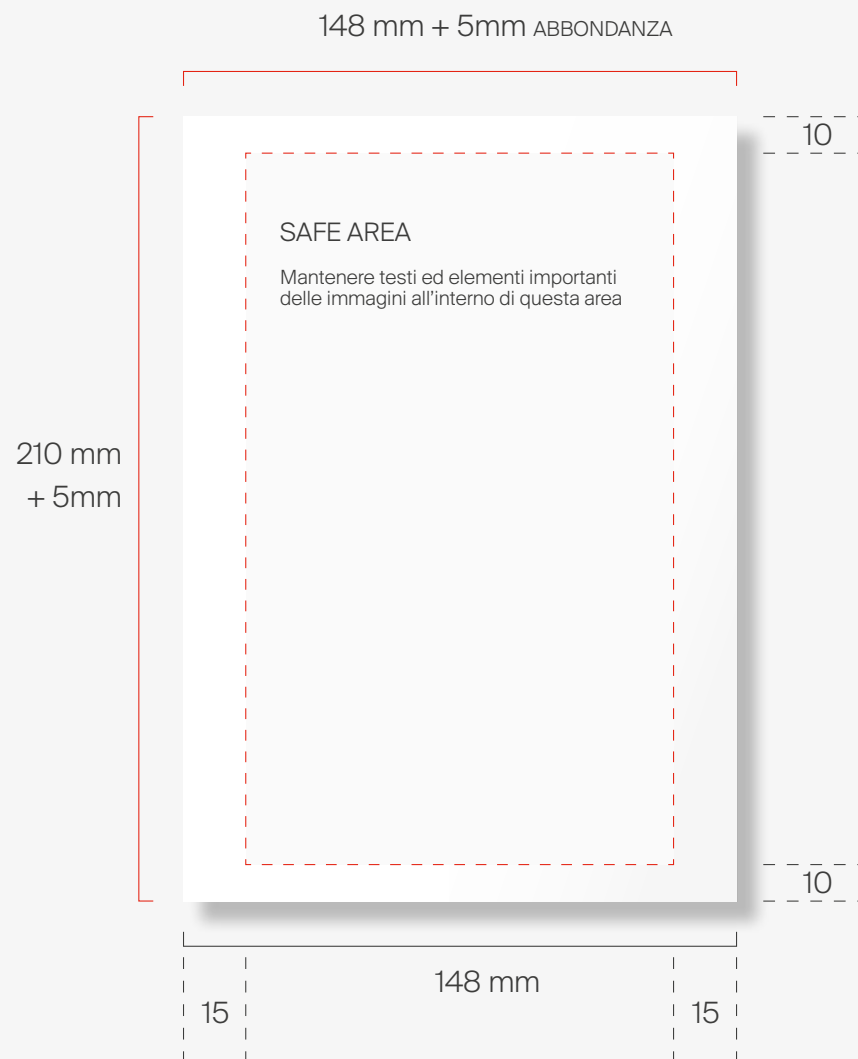 148 mm + 5mm ABBONDANZA
10
SAFE AREA
Mantenere testi ed elementi importanti
delle immagini all'interno di questa area
210 mm
+ 5mm
10
148 mm
15
15